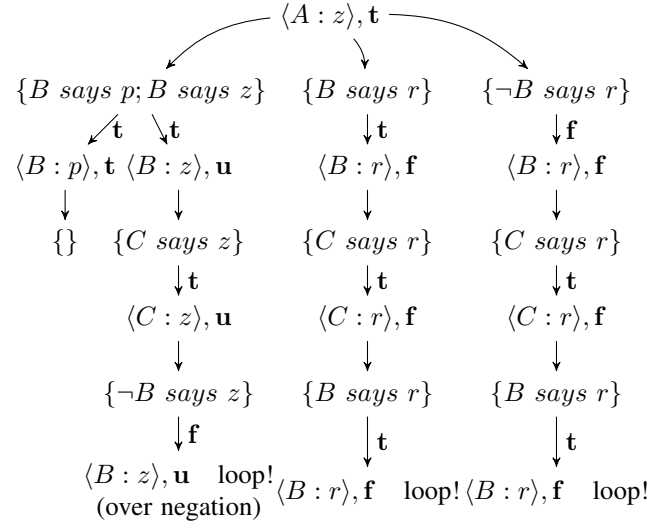 ⟨A : z⟩, t
{B says p; B says z} {B says r} {¬B says r}
t t t f
⟨B : p⟩, t ⟨B : z⟩, u ⟨B : r⟩, f ⟨B : r⟩, f
{} {C says z} {C says r} {C says r}
t t t
⟨C : z⟩, u ⟨C : r⟩, f ⟨C : r⟩, f
{¬B says z} {B says r} {B says r}
f t t
⟨B : z⟩, u loop! ⟨B : r⟩, f loop! ⟨B : r⟩, f loop!
(over negation)